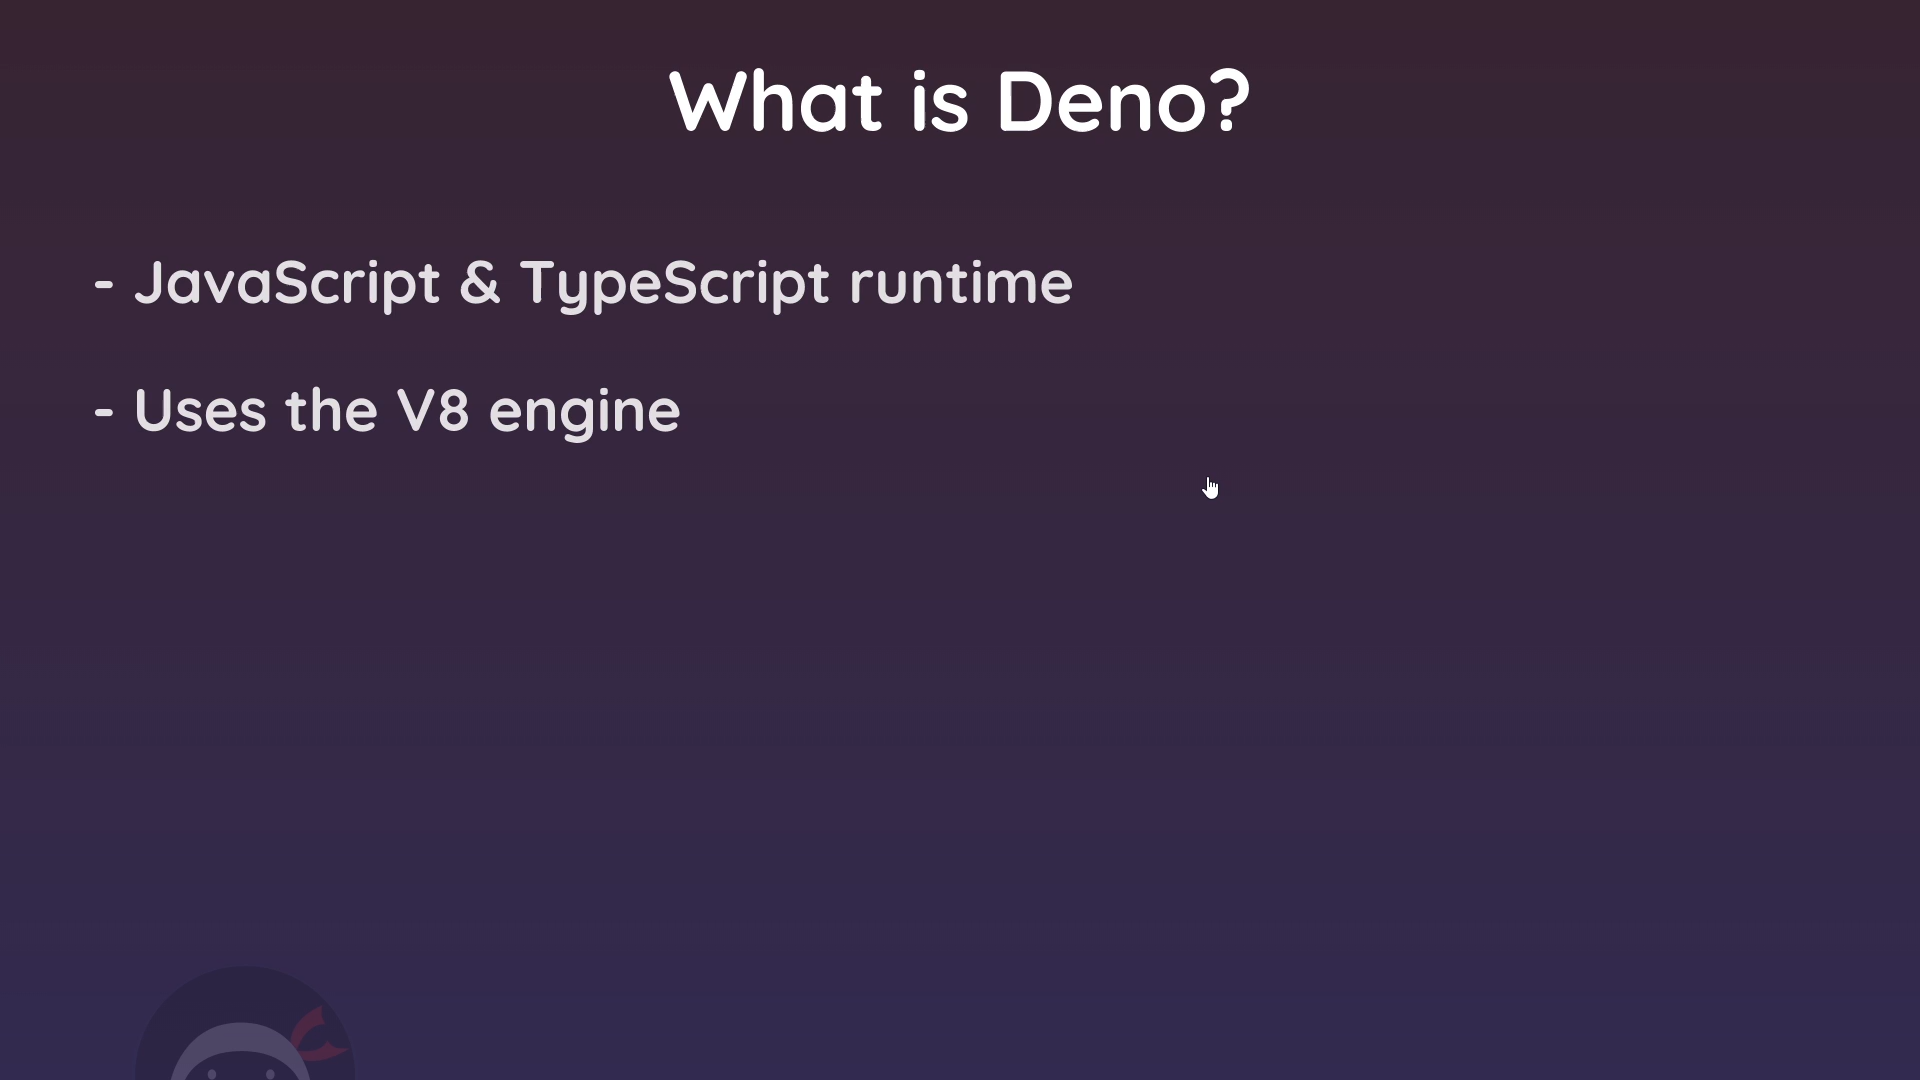 What is Deno?
- JavaScript & TypeScript runtime
- Uses the V8 engine